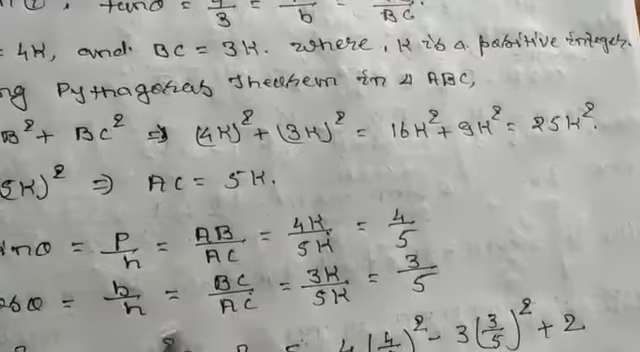 tanθ = 4/3 = P/b = /BC.
= 4K, and BC = 3K. where, K is a positive integer.
ng Pythagoras Theorem in Δ ABC,
B² + BC² ⇒ (4K)² + (3K)² = 16K² + 9K² = 25K².
5K)² ⇒ AC = 5K.
inθ = P/h = AB/AC = 4K/5K = 4/5
osθ = b/h = BC/AC = 3K/5K = 3/5
4(4/)² - 3(3/5)² + 2